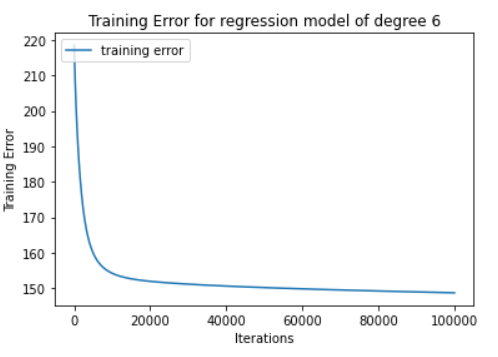 Training Error for regression model of degree 6
training error
220
210
200
190
180
170
160
150
Training Error
0 20000 40000 60000 80000 100000
Iterations